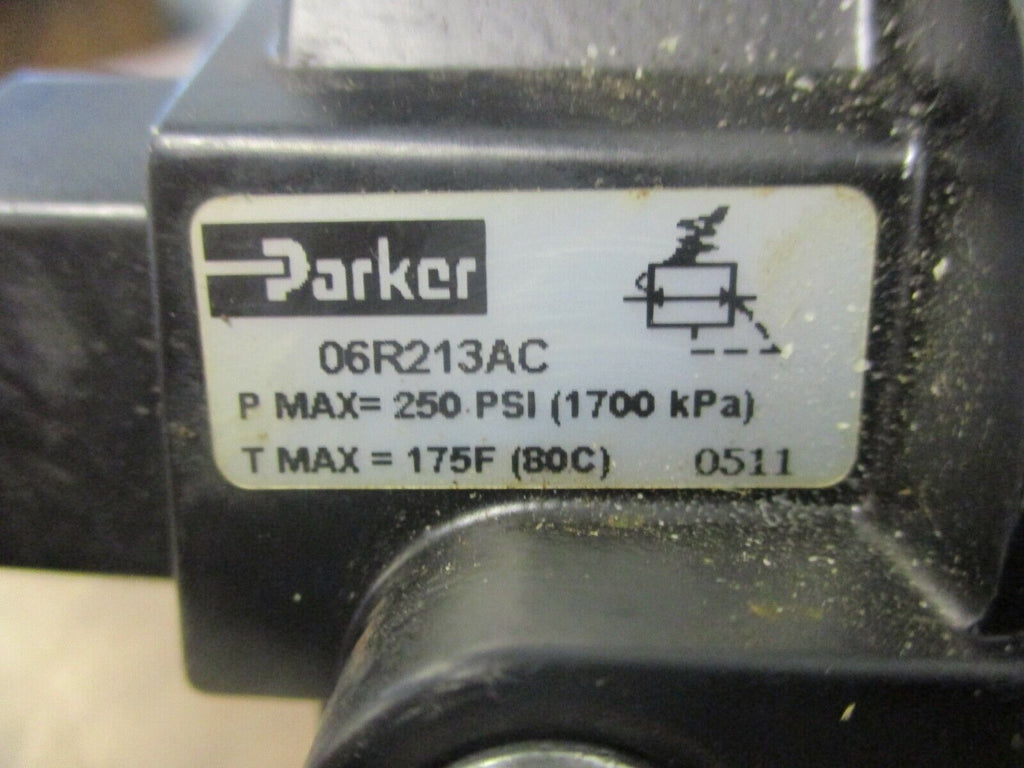 Parker
06R213AC
P MAX= 250 PSI (1700 kPa)
T MAX = 175F (80C) 0511